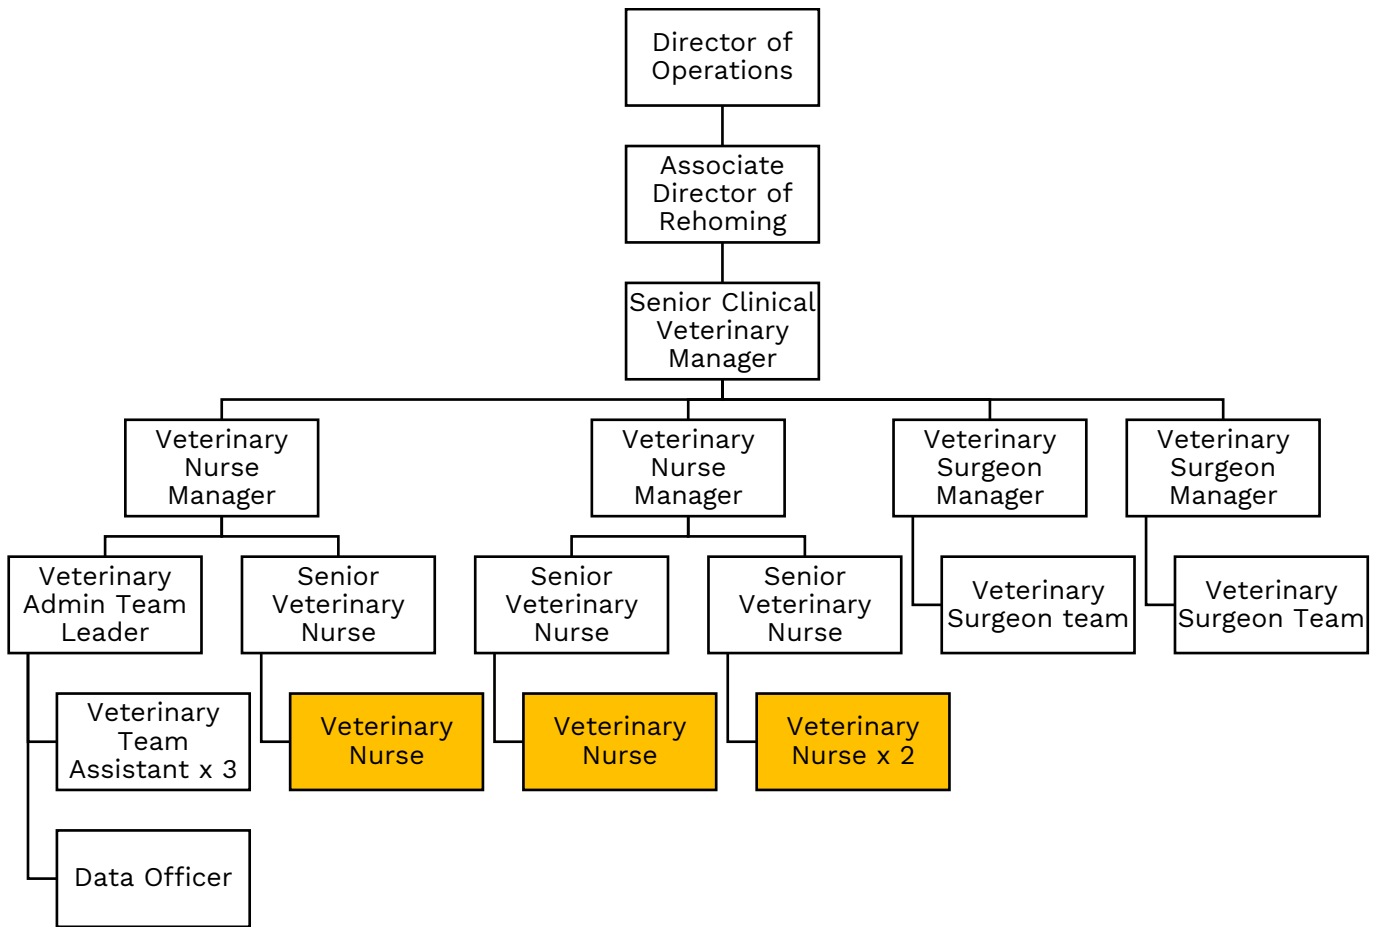 Director of
Operations
Associate
Director of
Rehoming
Senior Clinical
Veterinary
Manager
Veterinary
Nurse
Manager
Veterinary
Nurse
Manager
Veterinary
Surgeon
Manager
Veterinary
Surgeon
Manager
Veterinary
Admin Team
Leader
Senior
Veterinary
Nurse
Senior
Veterinary
Nurse
Senior
Veterinary
Nurse
Veterinary
Surgeon team
Veterinary
Surgeon Team
Veterinary
Team
Assistant x 3
Veterinary
Nurse
Veterinary
Nurse
Veterinary
Nurse x 2
Data Officer